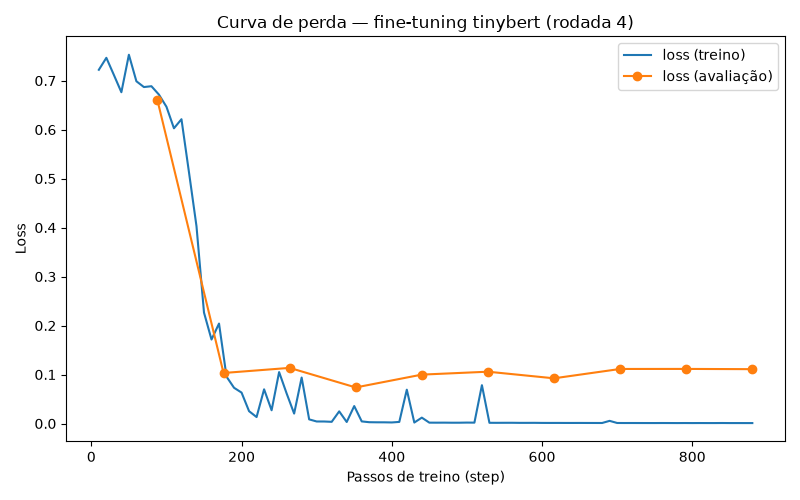 Curva de perda — fine-tuning tinybert (rodada 4)
loss (treino)
loss (avaliação)
Loss
0.7
0.6
0.5
0.4
0.3
0.2
0.1
0.0
0 200 400 600 800
Passos de treino (step)